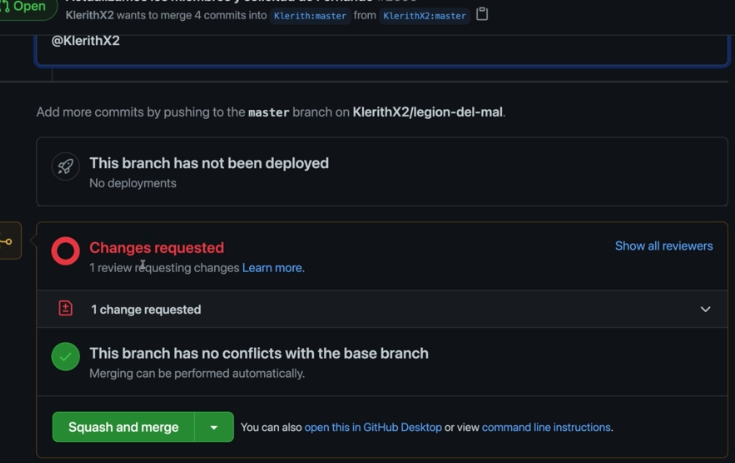 Open
KlerithX2 wants to merge 4 commits into Klerith:master from KlerithX2:master
@KlerithX2
Add more commits by pushing to the master branch on KlerithX2/legion-del-mal.
This branch has not been deployed
No deployments
Changes requested
Show all reviewers
1 review requesting changes Learn more.
1 change requested
This branch has no conflicts with the base branch
Merging can be performed automatically.
Squash and merge
You can also open this in GitHub Desktop or view command line instructions.